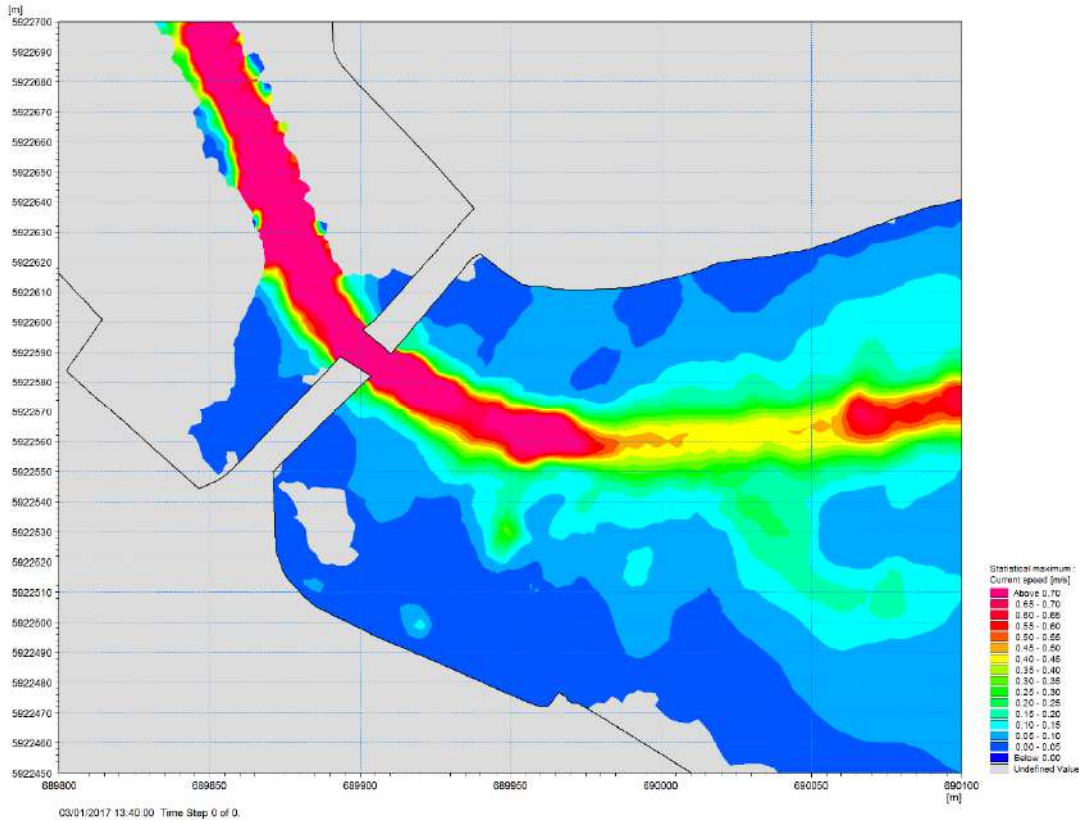 [m]
5922700
5922690
5922680
5922670
5922660
5922650
5922640
5922630
5922620
5922610
5922600
5922590
5922580
5922570
5922560
5922550
5922540
5922530
5922520
5922510
5922500
5922490
5922480
5922470
5922460
5922450
689800 689850 689900 689950 690000 690050 690100
[m]
03/01/2017 13:40:00 Time Step 0 of 0.
Statistical maximum :
Current speed [m/s]
Above 0.70
0.65 - 0.70
0.60 - 0.65
0.55 - 0.60
0.50 - 0.55
0.45 - 0.50
0.40 - 0.45
0.35 - 0.40
0.30 - 0.35
0.25 - 0.30
0.20 - 0.25
0.15 - 0.20
0.10 - 0.15
0.05 - 0.10
0.00 - 0.05
Below 0.00
Undefined Value